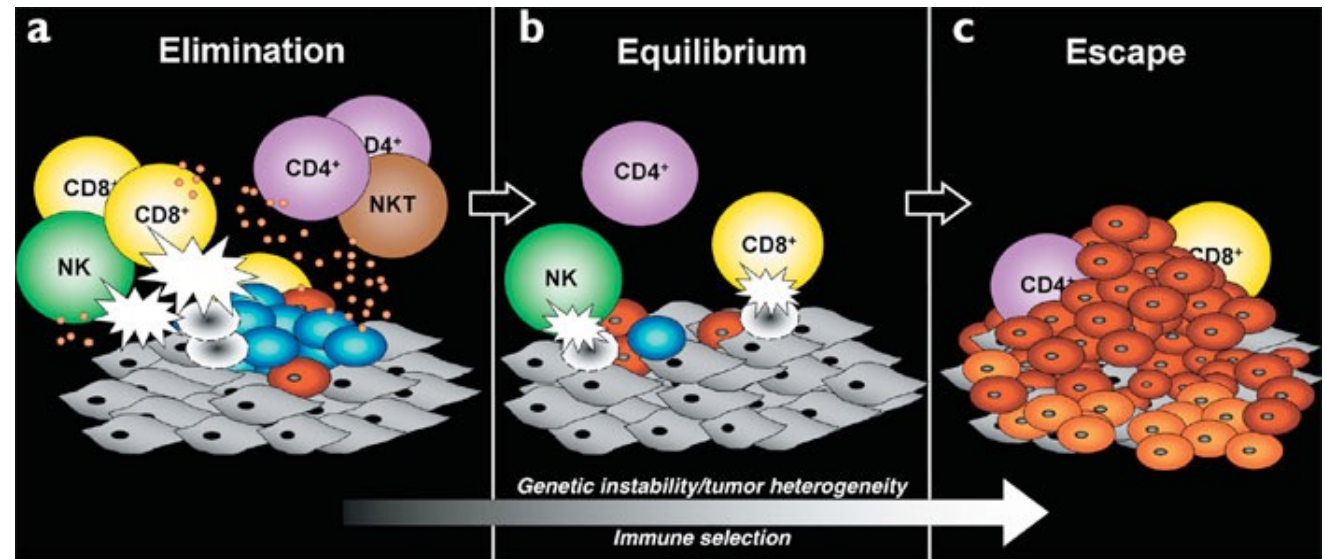 a
Elimination
b
Equilibrium
c
Escape
CD8⁺
CD8⁺
NK
CD4⁺
D4⁺
NKT
CD4⁺
CD8⁺
NK
CD4⁺
CD8⁺
Genetic instability/tumor heterogeneity
Immune selection